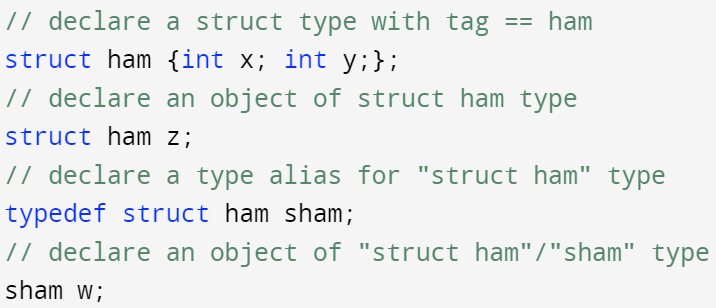 // declare a struct type with tag == ham
struct ham {int x; int y;};
// declare an object of struct ham type
struct ham z;
// declare a type alias for "struct ham" type
typedef struct ham sham;
// declare an object of "struct ham"/"sham" type
sham w;